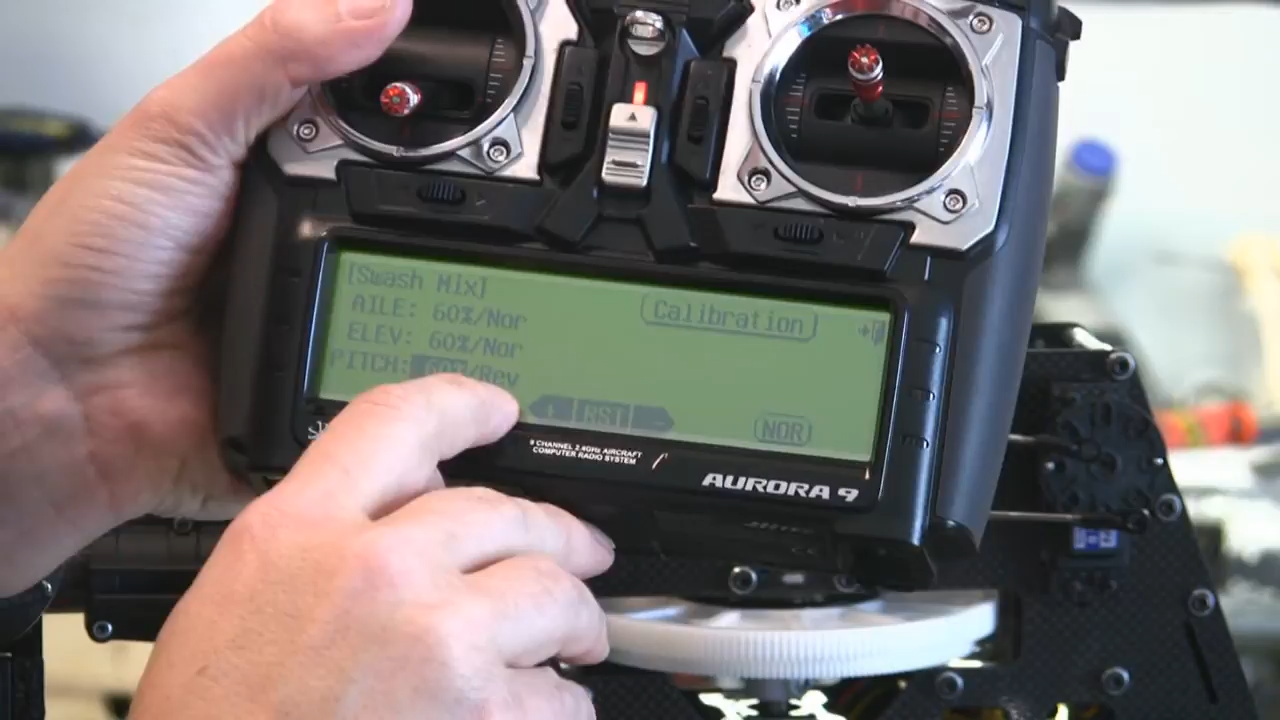 [Swash Mix]
AILE: 60%/Nor
Calibration
ELEV: 60%/Nor
PITCH: 60%/Rev
RST
NOR
9 CHANNEL 2.4GHz AIRCRAFT
COMPUTER RADIO SYSTEM
AURORA 9